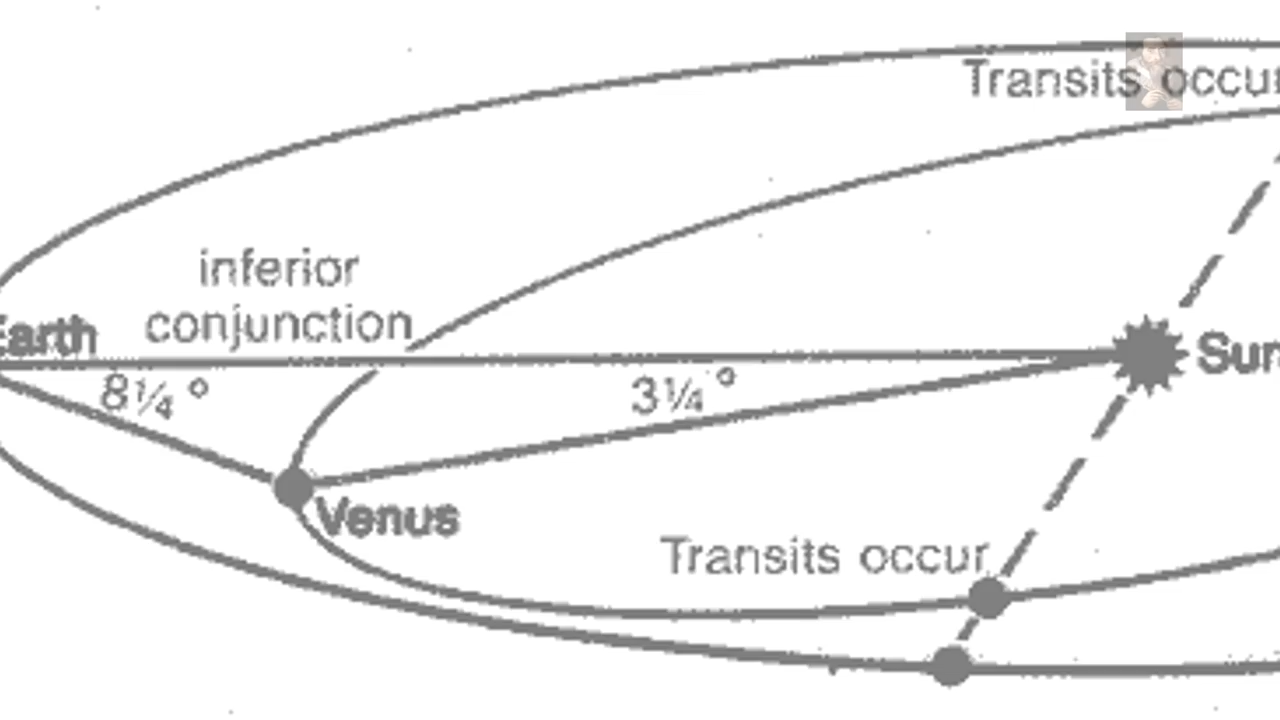 Transits occur
inferior
conjunction
Earth
Sun
8¼°
3¼°
Venus
Transits occur